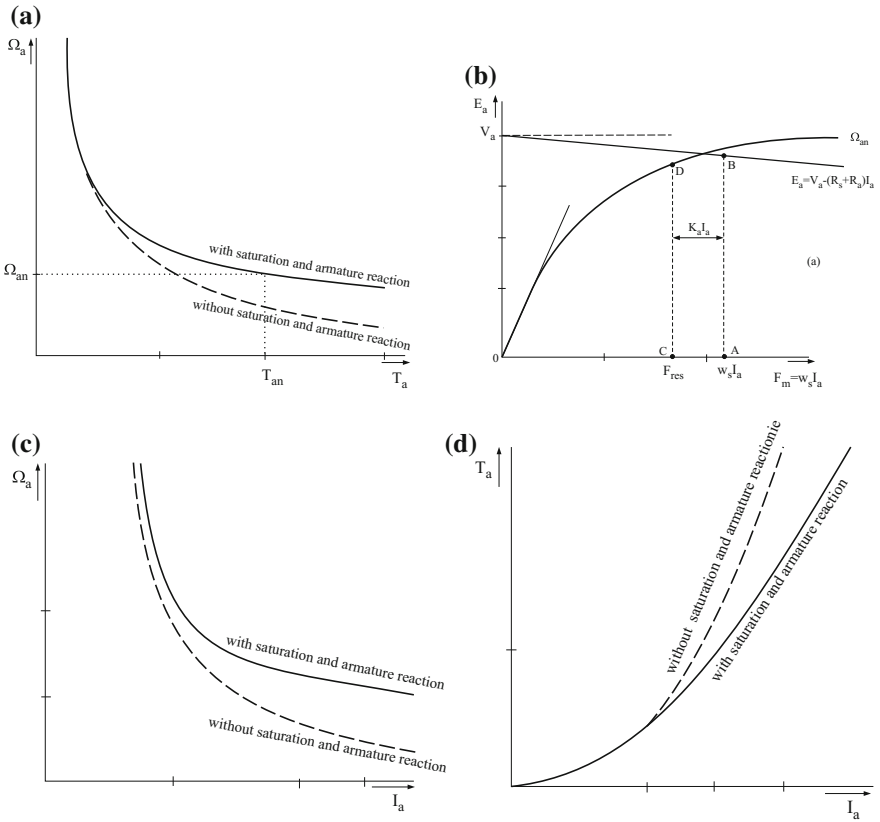 (a)
Ωa
with saturation and armature reaction
Ωan
without saturation and armature reaction
Tan
Ta
(b)
Ea
Va
Ωan
D
B
Ea=Va-(Rs+Ra)Ia
KaIa
(a)
0
C
A
Fres
wsIa
Fm=wsIa
(c)
Ωa
with saturation and armature reaction
without saturation and armature reaction
Ia
(d)
Ta
without saturation and armature reactionie
with saturation and armature reaction
Ia